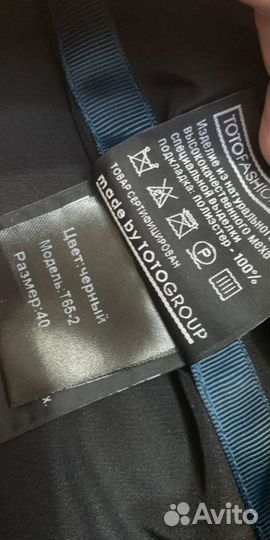 TOTOFASHION
Изделие из натурального
высококачественного меха
специальной выделки
подкладка: полиэстер - 100%
P
ТОВАР СЕРТИФИЦИРОВАН
made by TOTOGROUP
Цвет:черный
Модель:Т65-2
Размер:40
х.
Avito